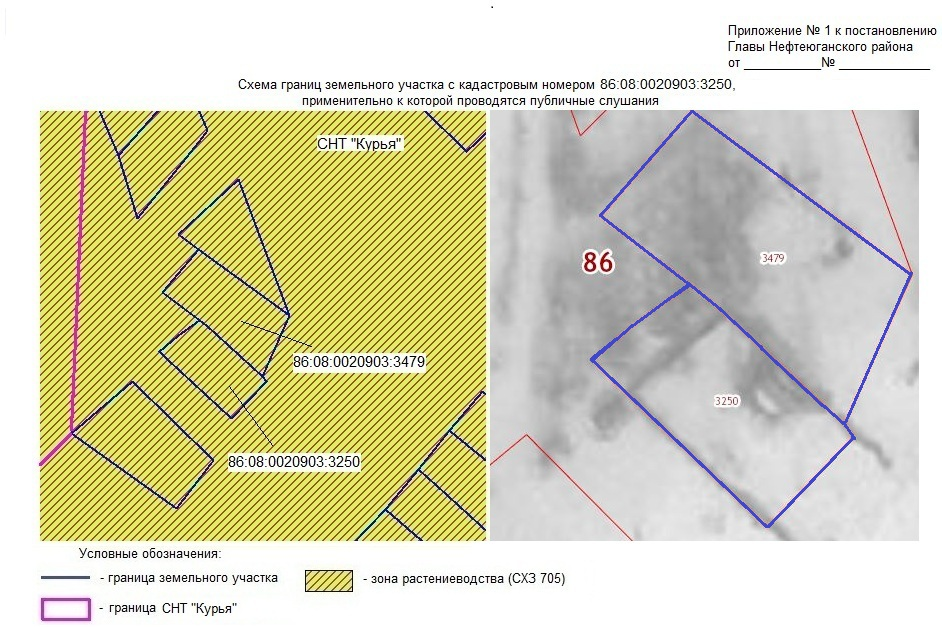 Приложение № 1 к постановлению
Главы Нефтеюганского района
от ___________№ _____________
Схема границ земельного участка с кадастровым номером 86:08:0020903:3250,
применительно к которой проводятся публичные слушания
СНТ "Курья"
86:08:0020903:3479
86:08:0020903:3250
86
3479
3250
Условные обозначения:
- граница земельного участка
- зона растениеводства (СХЗ 705)
- граница СНТ "Курья"